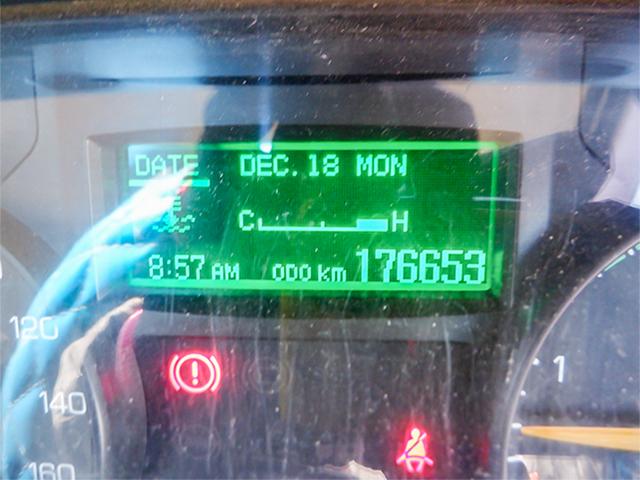 DATE DEC.18 MON
C H
8:57 AM ODO km 176653
120
140
160
1